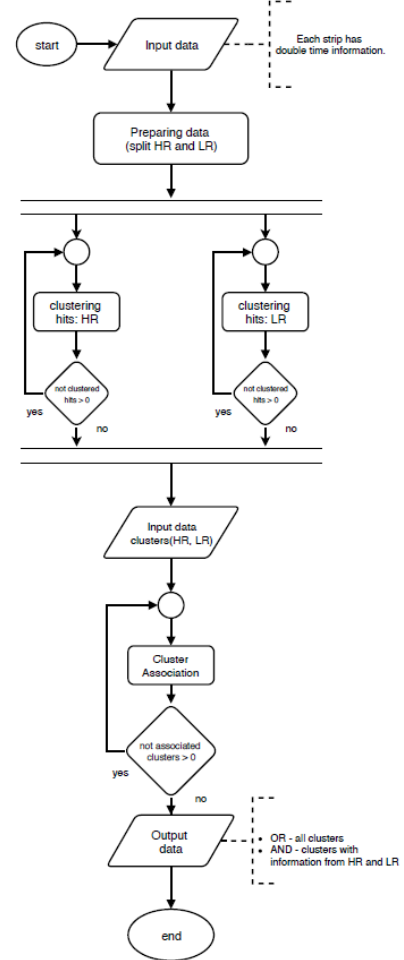 start
Input data
Each strip has
double time information.
Preparing data
(split HR and LR)
clustering
hits: HR
clustering
hits: LR
not clustered
hits > 0
not clustered
hits > 0
yes
no
yes
no
Input data
clusters(HR, LR)
Cluster
Association
not associated
clusters > 0
yes
no
Output
data
• OR - all clusters
• AND - clusters with
information from HR and LR
end